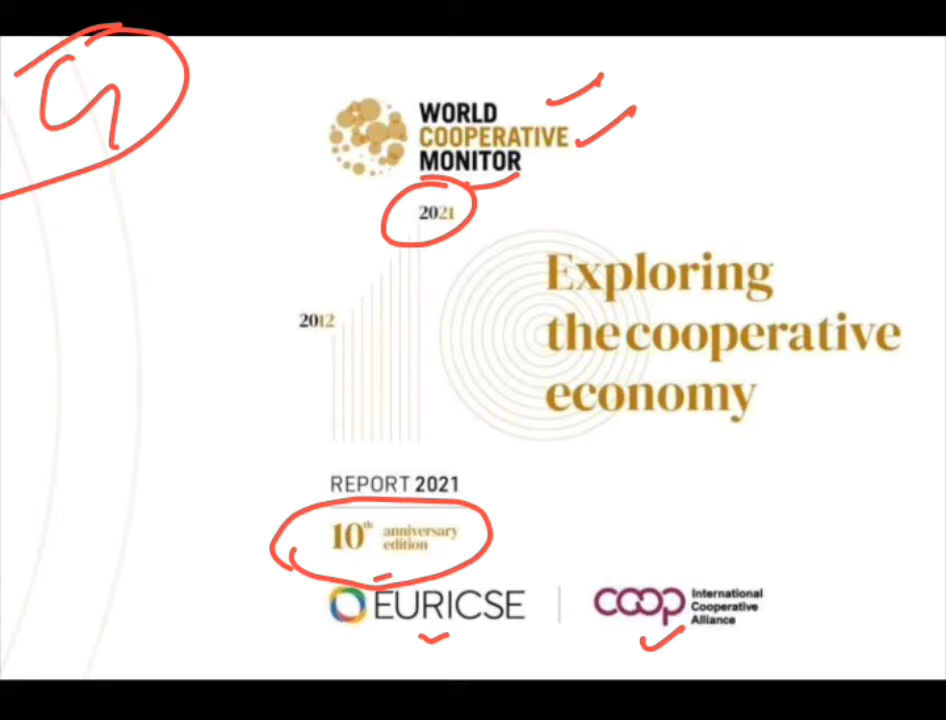 WORLD
COOPERATIVE
MONITOR
2021
2012
Exploring
the cooperative
economy
REPORT 2021
10th anniversary
edition
EURICSE
COOP International
Cooperative
Alliance